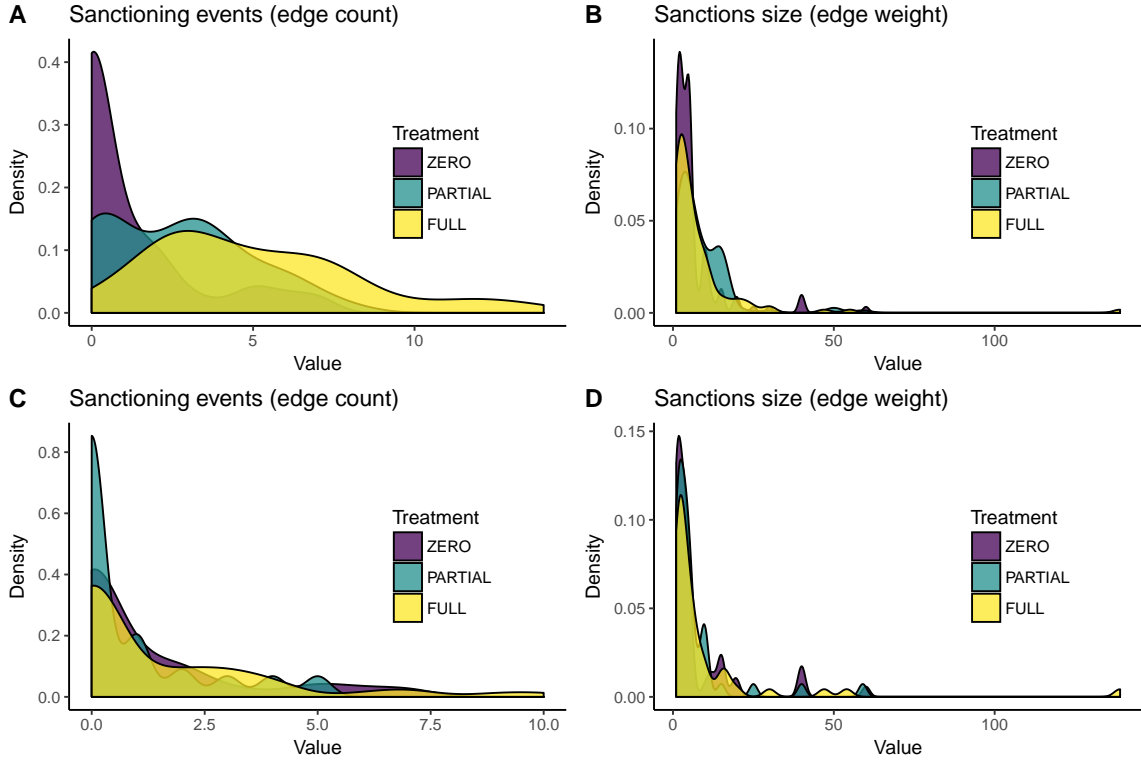 A Sanctioning events (edge count)
0.4
0.3
0.2
0.1
0.0
Density
0 5 10
Value
Treatment
ZERO
PARTIAL
FULL
B Sanctions size (edge weight)
0.10
0.05
0.00
Density
0 50 100
Value
Treatment
ZERO
PARTIAL
FULL
C Sanctioning events (edge count)
0.8
0.6
0.4
0.2
0.0
Density
0.0 2.5 5.0 7.5 10.0
Value
Treatment
ZERO
PARTIAL
FULL
D Sanctions size (edge weight)
0.15
0.10
0.05
0.00
Density
0 50 100
Value
Treatment
ZERO
PARTIAL
FULL